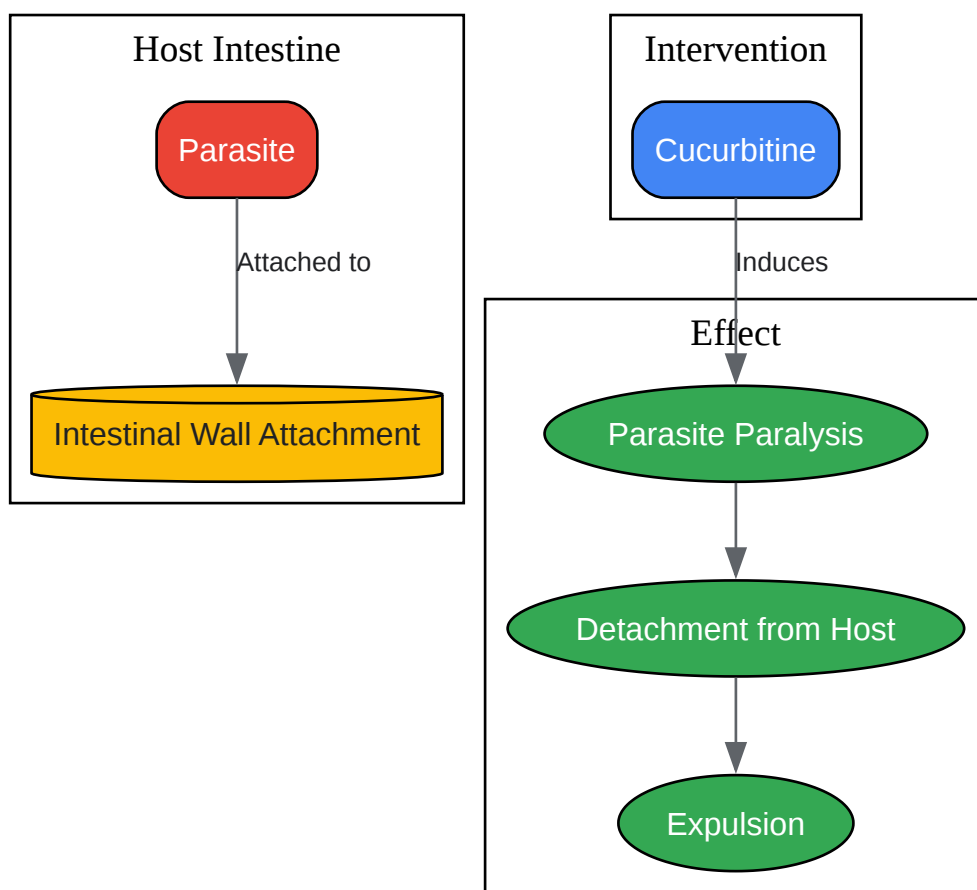 Host Intestine
Parasite
Attached to
Intestinal Wall Attachment
Intervention
Cucurbitine
Induces
Effect
Parasite Paralysis
Detachment from Host
Expulsion